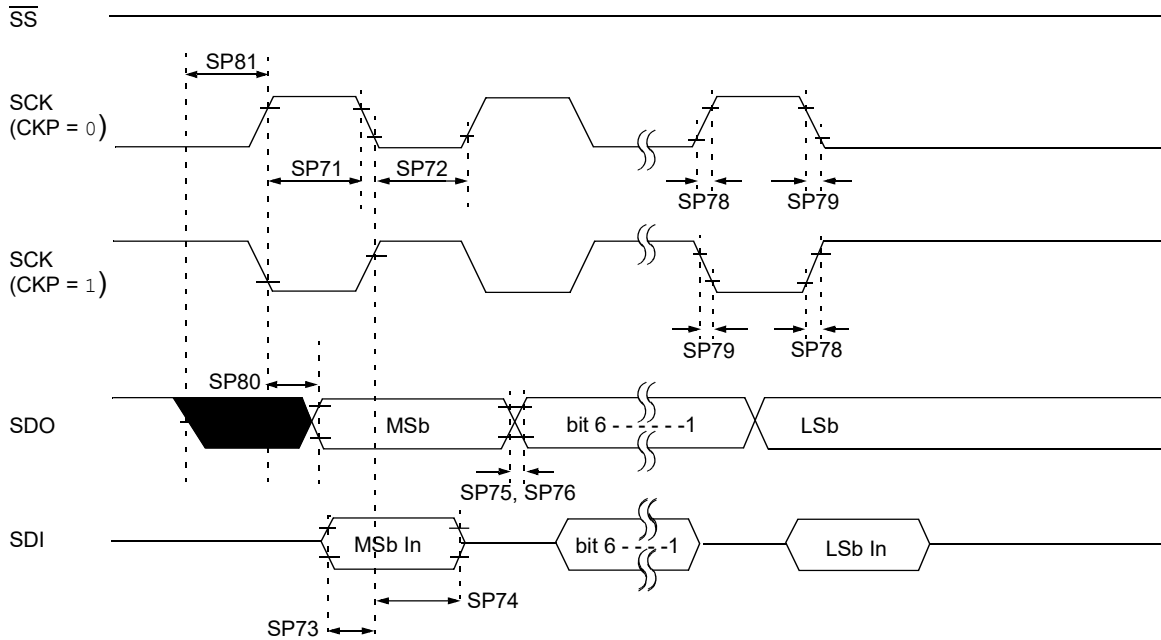 SS
SP81
SCK
(CKP = 0)
SP71
SP72
SP78
SP79
SCK
(CKP = 1)
SP79
SP78
SP80
SDO
MSb
bit 6 - - - - - -1
LSb
SP75, SP76
SDI
MSb In
bit 6 - - - - -1
LSb In
SP74
SP73